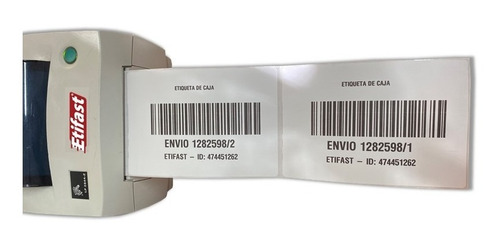 Etifast
ETIQUETA DE CAJA
ENVIO 1282598/2
ETIFAST - ID: 474451262
ETIQUETA DE CAJA
ENVIO 1282598/1
ETIFAST - ID: 474451262